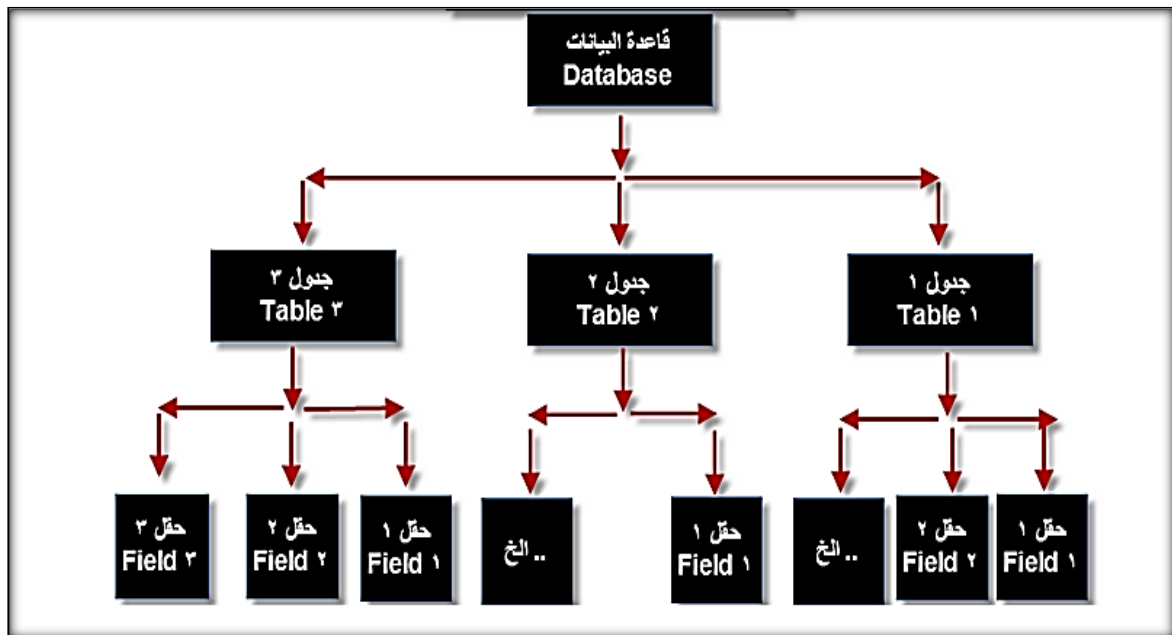 قاعدة البيانات
Database
جدول ١
Table ١
جدول ٢
Table ٢
جدول ٣
Table ٣
حقل ١
Field ١
حقل ٢
Field ٢
.. الخ
حقل ١
Field ١
.. الخ
حقل ١
Field ١
حقل ٢
Field ٢
حقل ٣
Field ٣